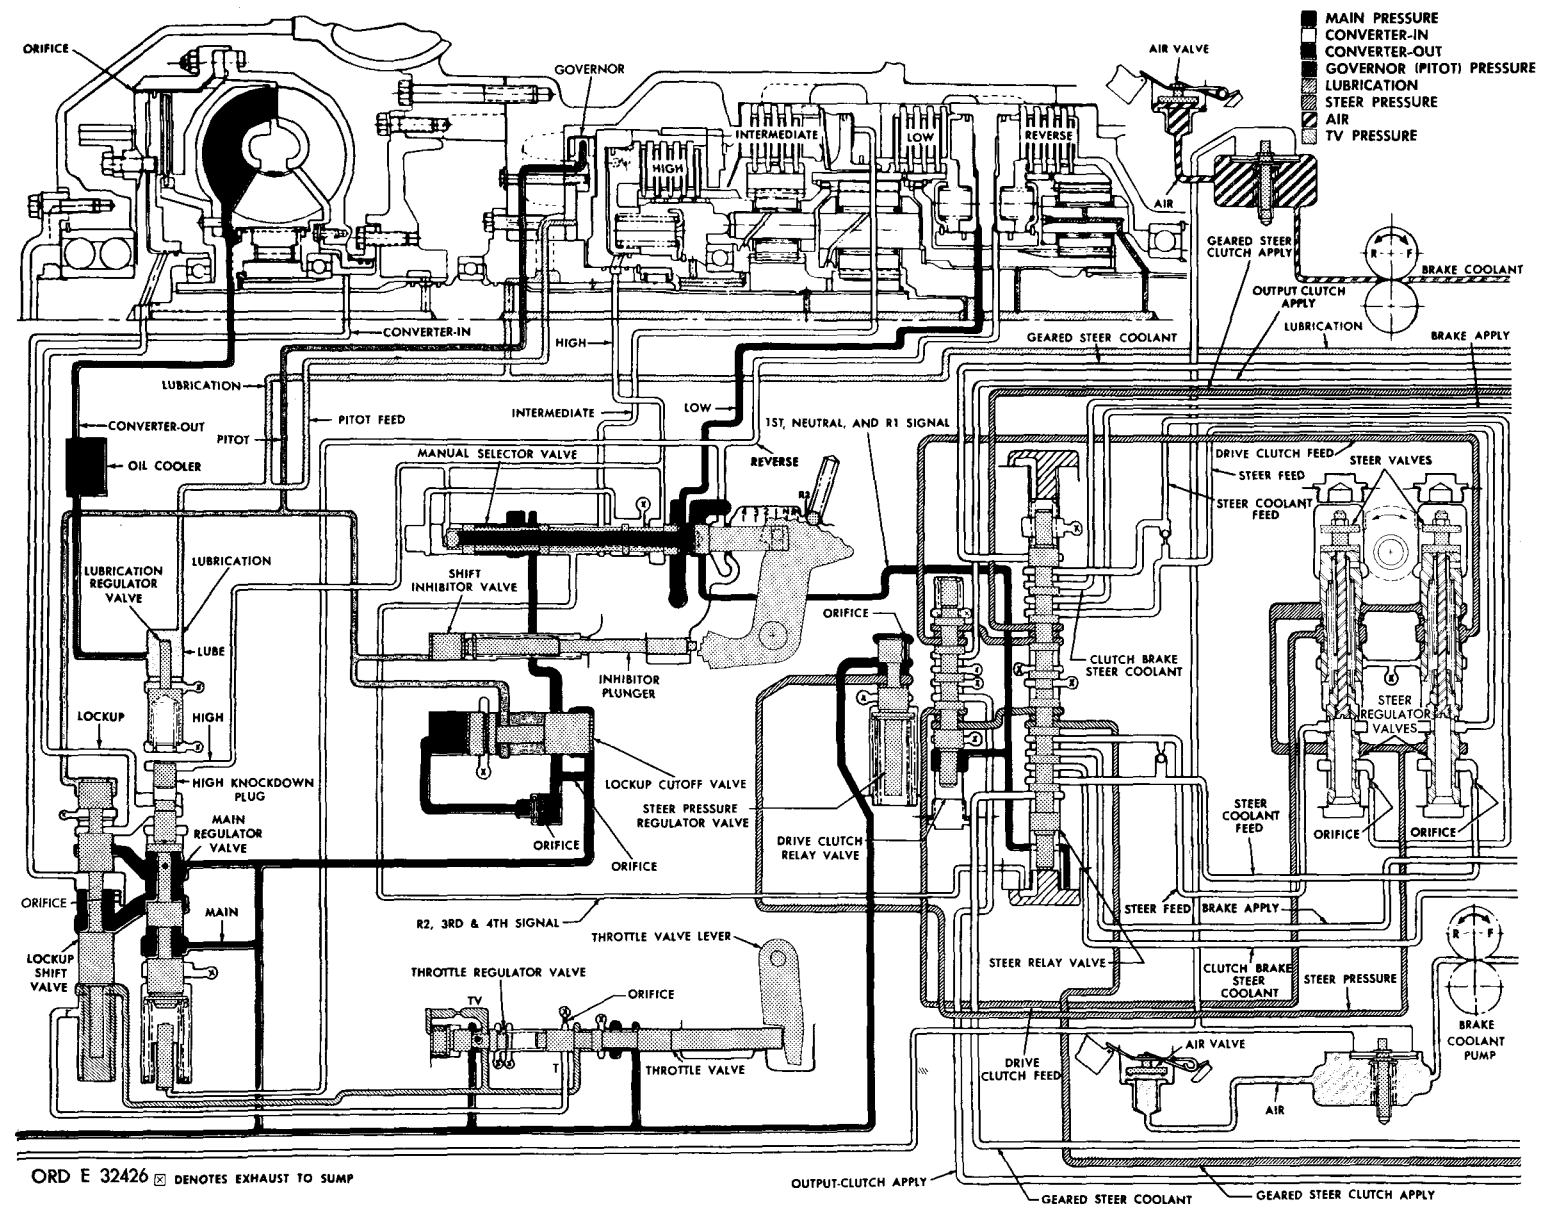 MAIN PRESSURE
CONVERTER-IN
CONVERTER-OUT
GOVERNOR (PITOT) PRESSURE
LUBRICATION
STEER PRESSURE
AIR
TV PRESSURE
ORIFICE
GOVERNOR
AIR VALVE
INTERMEDIATE
LOW
REVERSE
HIGH
AIR
GEARED STEER
CLUTCH APPLY
R F
BRAKE COOLANT
OUTPUT CLUTCH
APPLY
LUBRICATION
CONVERTER-IN
HIGH
GEARED STEER COOLANT
BRAKE APPLY
LUBRICATION
PITOT FEED
INTERMEDIATE
LOW
1ST, NEUTRAL, AND R1 SIGNAL
CONVERTER-OUT
PITOT
OIL COOLER
MANUAL SELECTOR VALVE
REVERSE
DRIVE CLUTCH FEED
STEER VALVES
STEER FEED
STEER COOLANT
FEED
R2
4 3 2 1 N R1
X
X
LUBRICATION
REGULATOR
VALVE
LUBRICATION
SHIFT
INHIBITOR VALVE
ORIFICE
LUBE
INHIBITOR
PLUNGER
CLUTCH BRAKE
STEER COOLANT
X
X
X
X
X
X
X
X
STEER
REGULATOR
VALVES
LOCKUP
HIGH
X
X
X
HIGH KNOCKDOWN
PLUG
LOCKUP CUTOFF VALVE
STEER PRESSURE
REGULATOR VALVE
X
MAIN
REGULATOR
VALVE
ORIFICE
ORIFICE
DRIVE CLUTCH
RELAY VALVE
STEER
COOLANT
FEED
ORIFICE
ORIFICE
ORIFICE
MAIN
R2, 3RD & 4TH SIGNAL
STEER FEED
BRAKE APPLY
R F
LOCKUP
SHIFT
VALVE
X
THROTTLE VALVE LEVER
THROTTLE REGULATOR VALVE
STEER RELAY VALVE
CLUTCH BRAKE
STEER
COOLANT
STEER PRESSURE
TV
ORIFICE
X
X
X X
T
THROTTLE VALVE
DRIVE
CLUTCH FEED
AIR VALVE
BRAKE
COOLANT
PUMP
AIR
ORD E 32426
X DENOTES EXHAUST TO SUMP
OUTPUT-CLUTCH APPLY
GEARED STEER COOLANT
GEARED STEER CLUTCH APPLY